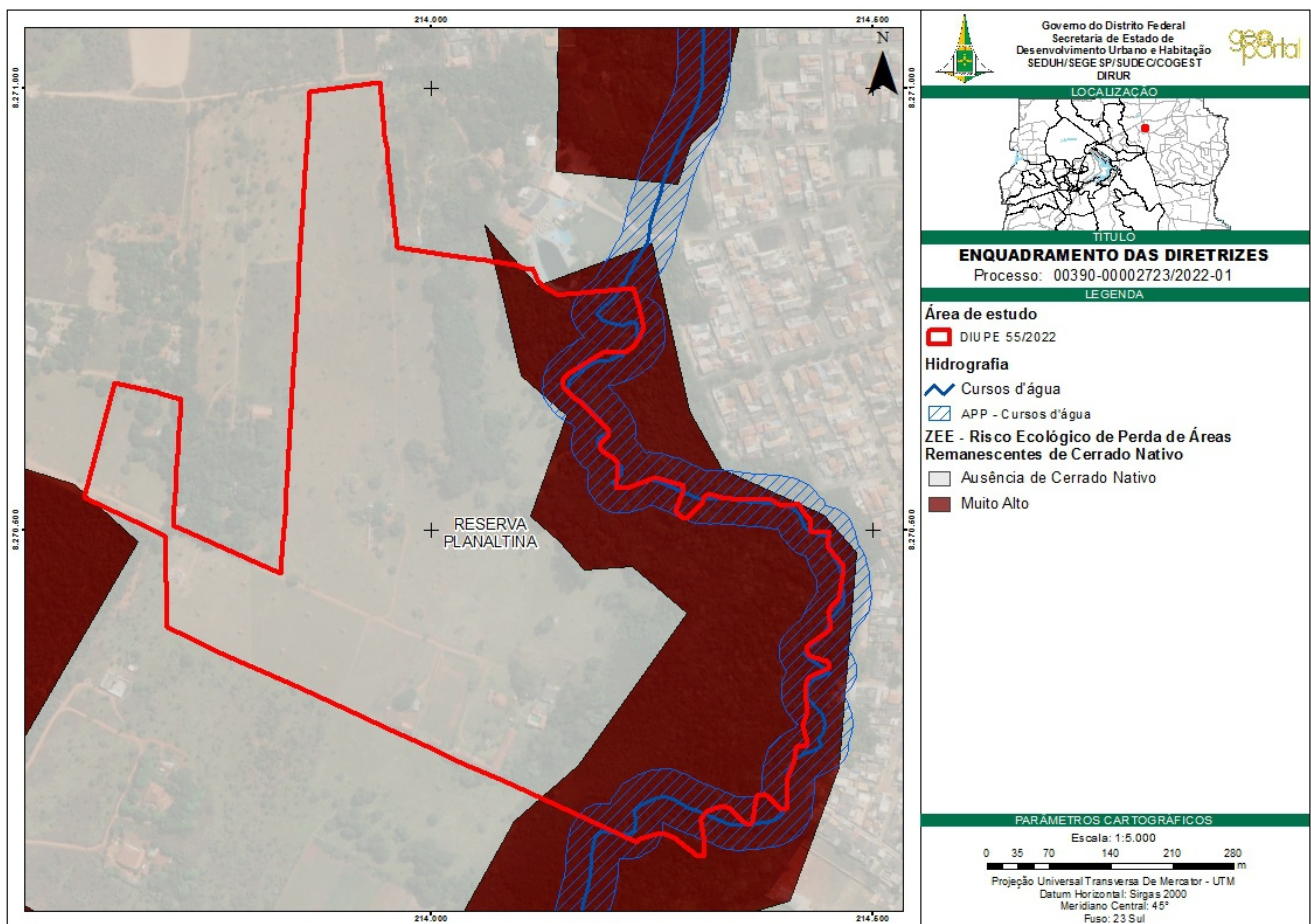 214.000
214.500
8.271.000
8.271.000
8.270.600
8.270.600
N
RESERVA
PLANALTINA
214.000
214.500
Governo do Distrito Federal
Secretaria de Estado de
Desenvolvimento Urbano e Habitação
SEDUH/SEGESP/SUDEC/COGEST
DIRUR
geo
portal
LOCALIZAÇÃO
TÍTULO
ENQUADRAMENTO DAS DIRETRIZES
Processo: 00390-00002723/2022-01
LEGENDA
Área de estudo
DIUPE 55/2022
Hidrografia
Cursos d'água
APP - Cursos d'água
ZEE - Risco Ecológico de Perda de Áreas
Remanescentes de Cerrado Nativo
Ausência de Cerrado Nativo
Muito Alto
PARÂMETROS CARTOGRÁFICOS
Escala: 1:5.000
0 35 70 140 210 280
m
Projeção Universal Transversa De Mercator - UTM
Datum Horizontal: Sirgas 2000
Meridiano Central: 45°
Fuso: 23 Sul